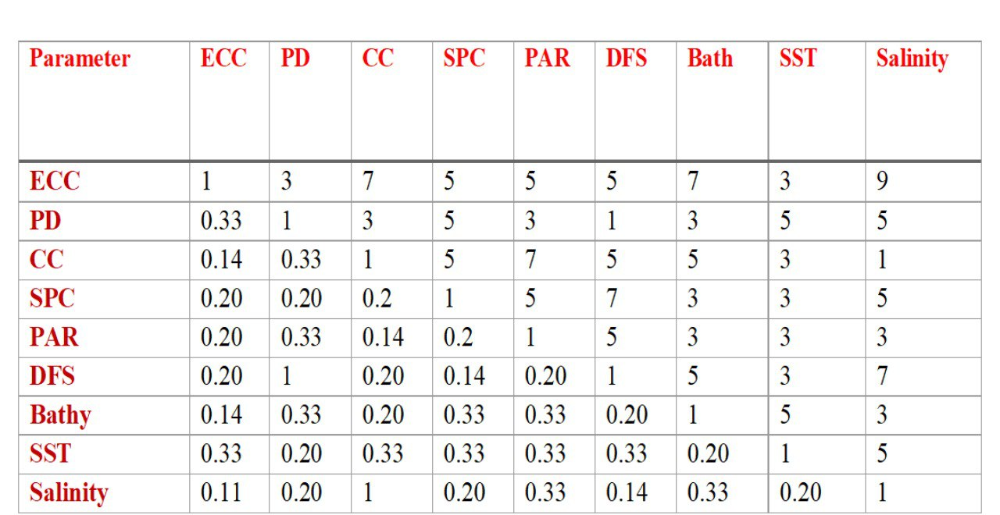 Parameter ECC PD CC SPC PAR DFS Bath SST Salinity
ECC 1 3 7 5 5 5 7 3 9
PD 0.33 1 3 5 3 1 3 5 5
CC 0.14 0.33 1 5 7 5 5 3 1
SPC 0.20 0.20 0.2 1 5 7 3 3 5
PAR 0.20 0.33 0.14 0.2 1 5 3 3 3
DFS 0.20 1 0.20 0.14 0.20 1 5 3 7
Bathy 0.14 0.33 0.20 0.33 0.33 0.20 1 5 3
SST 0.33 0.20 0.33 0.33 0.33 0.33 0.20 1 5
Salinity 0.11 0.20 1 0.20 0.33 0.14 0.33 0.20 1